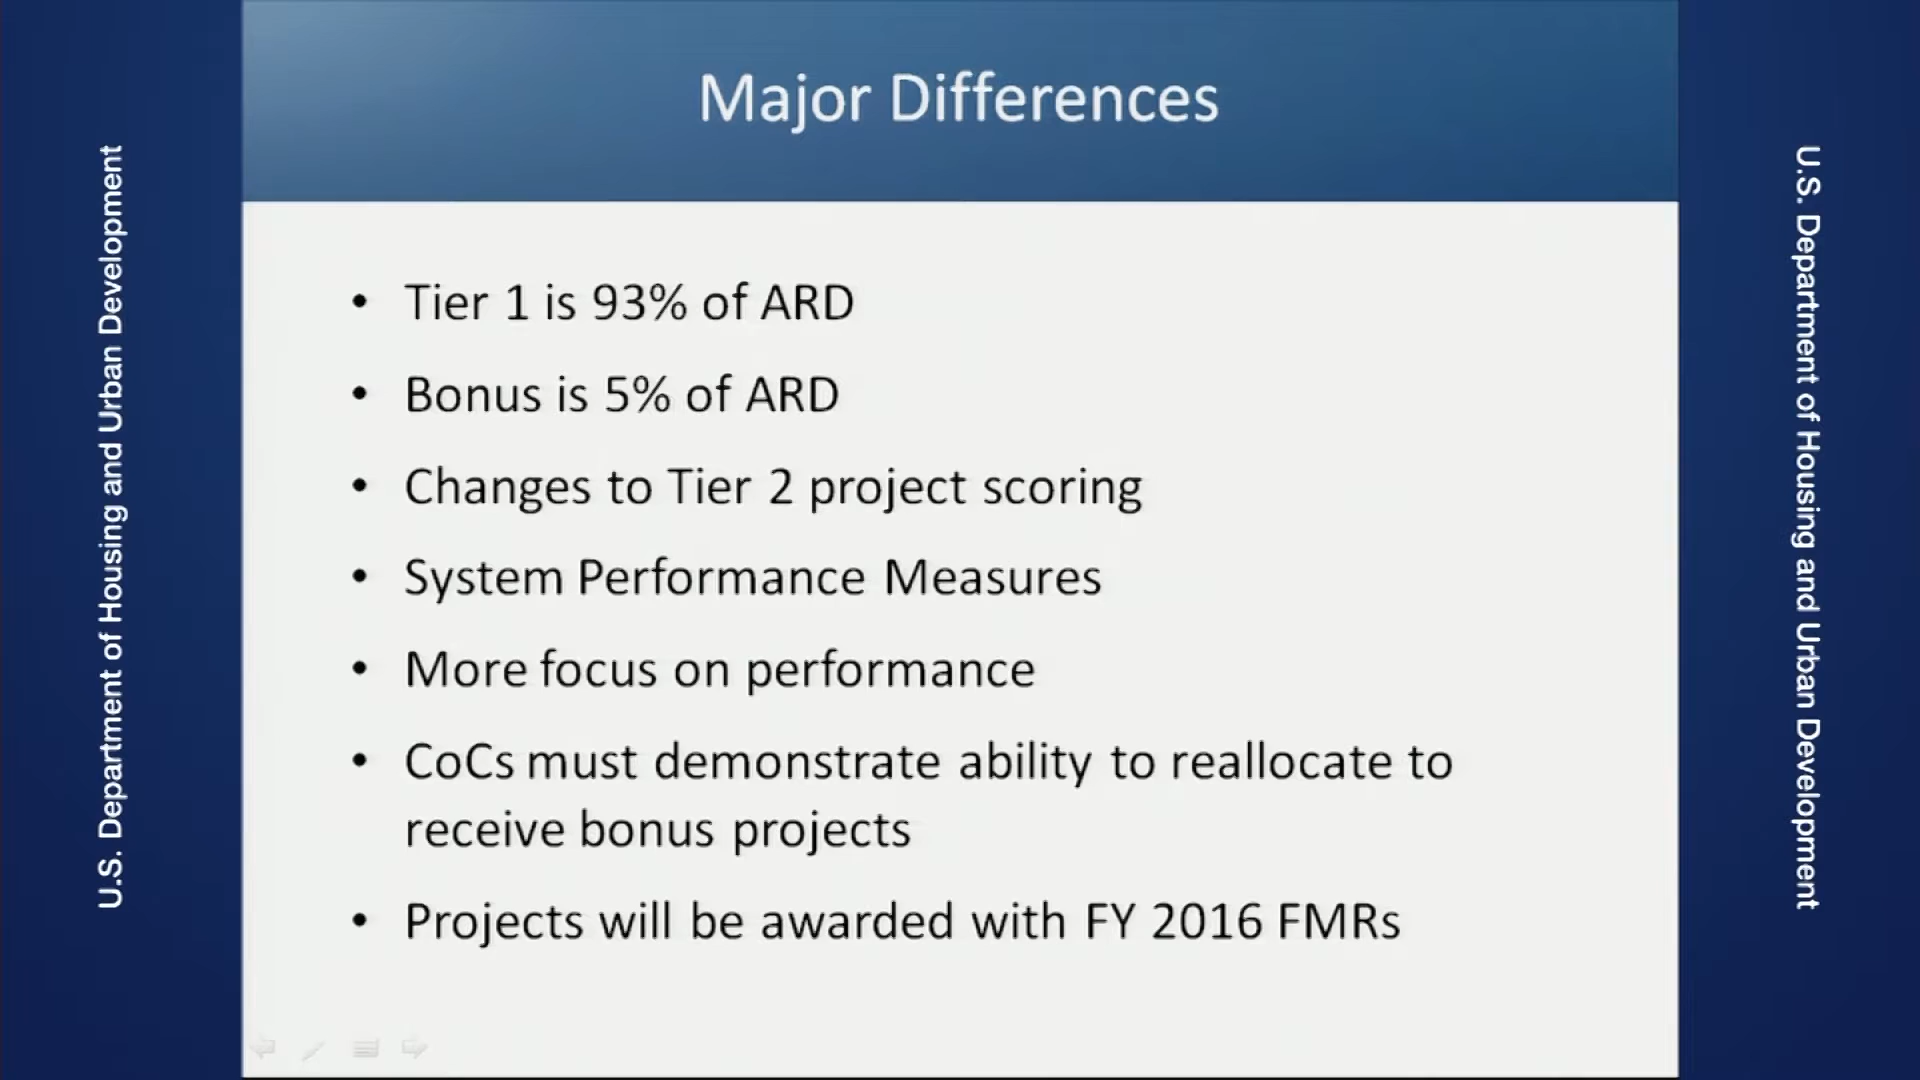 Major Differences
U.S. Department of Housing and Urban Development
• Tier 1 is 93% of ARD
• Bonus is 5% of ARD
• Changes to Tier 2 project scoring
• System Performance Measures
• More focus on performance
• CoCs must demonstrate ability to reallocate to
receive bonus projects
• Projects will be awarded with FY 2016 FMRs
U.S. Department of Housing and Urban Development